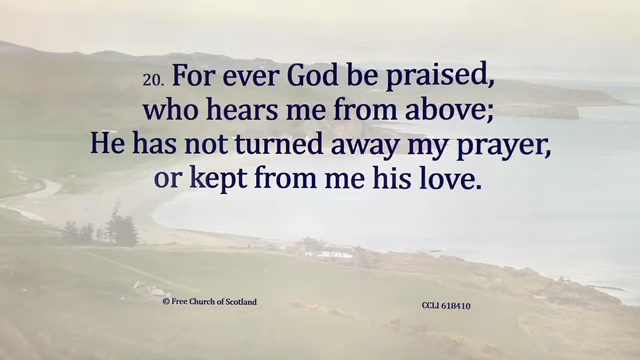 20. For ever God be praised,
who hears me from above;
He has not turned away my prayer,
or kept from me his love.
© Free Church of Scotland
CCLI 618410